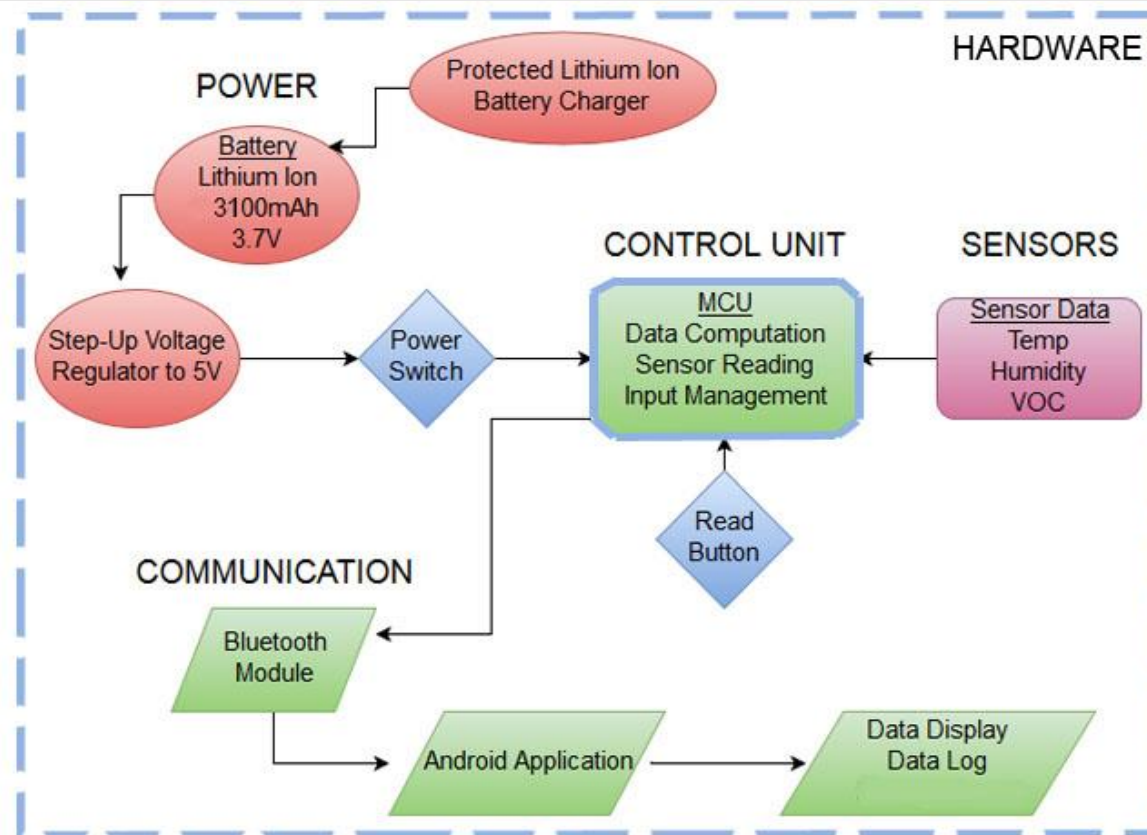 HARDWARE
POWER
Protected Lithium Ion
Battery Charger
Battery
Lithium Ion
3100mAh
3.7V
CONTROL UNIT
SENSORS
Step-Up Voltage
Regulator to 5V
Power
Switch
MCU
Data Computation
Sensor Reading
Input Management
Sensor Data
Temp
Humidity
VOC
Read
Button
COMMUNICATION
Bluetooth
Module
Android Application
Data Display
Data Log